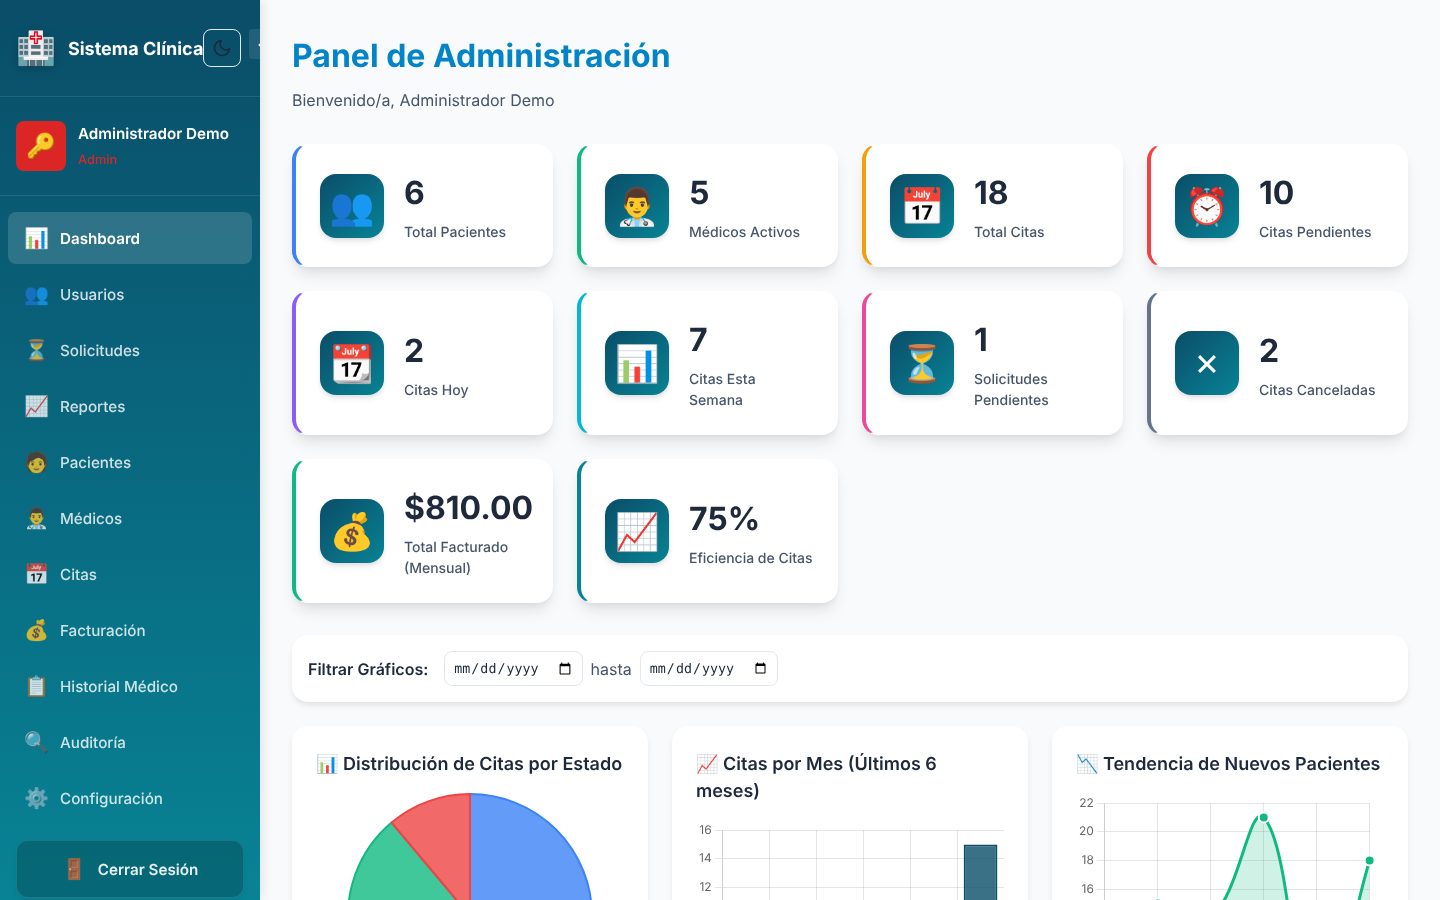 Sistema Clínica
Administrador Demo
Admin
Dashboard
Usuarios
Solicitudes
Reportes
Pacientes
Médicos
Citas
Facturación
Historial Médico
Auditoría
Configuración
Cerrar Sesión
Panel de Administración
Bienvenido/a, Administrador Demo
6
Total Pacientes
5
Médicos Activos
18
Total Citas
10
Citas Pendientes
2
Citas Hoy
7
Citas Esta
Semana
1
Solicitudes
Pendientes
2
Citas Canceladas
$810.00
Total Facturado
(Mensual)
75%
Eficiencia de Citas
Filtrar Gráficos: mm/dd/yyyy hasta mm/dd/yyyy
Distribución de Citas por Estado
Citas por Mes (Últimos 6
meses)
16
14
12
Tendencia de Nuevos Pacientes
22
20
18
16